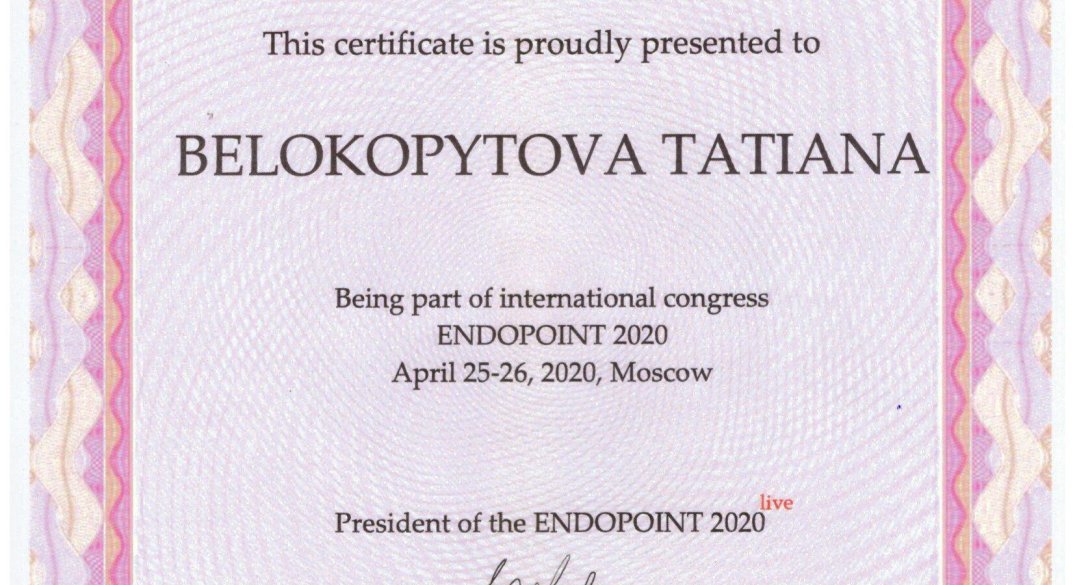 This certificate is proudly presented to
BELOKOPYTOVA TATIANA
Being part of international congress
ENDOPOINT 2020
April 25-26, 2020, Moscow
President of the ENDOPOINT 2020 live